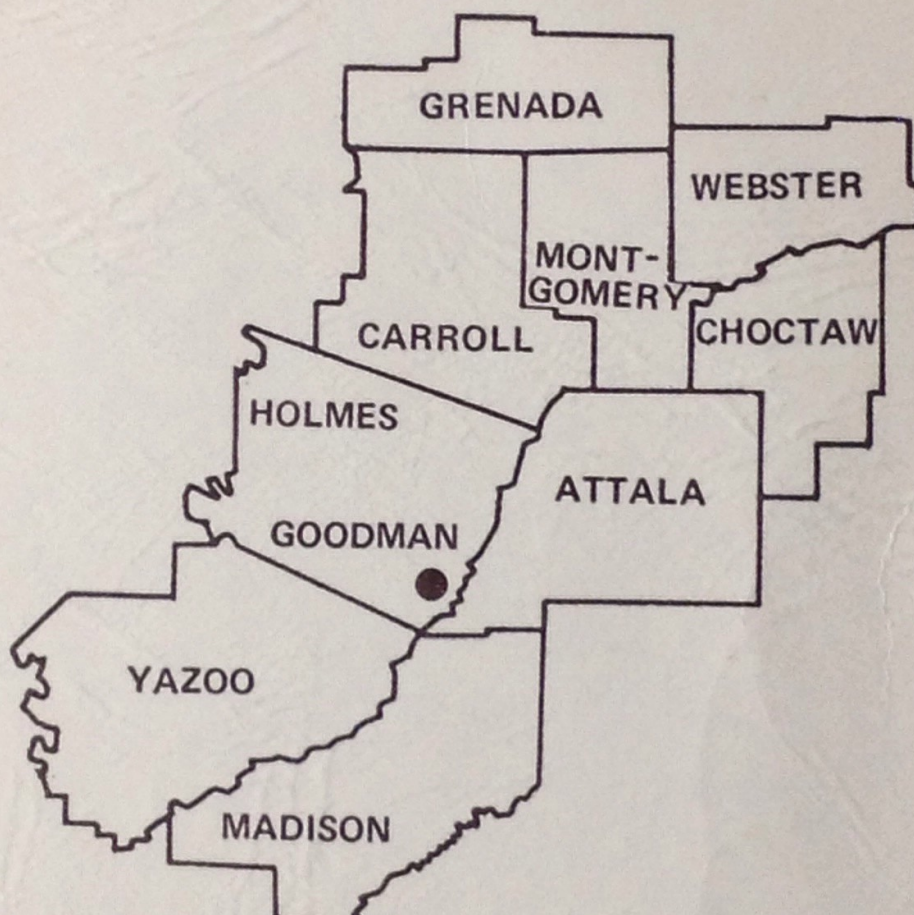 GRENADA
WEBSTER
MONT-
GOMERY
CARROLL
CHOCTAW
HOLMES
ATTALA
GOODMAN
YAZOO
MADISON